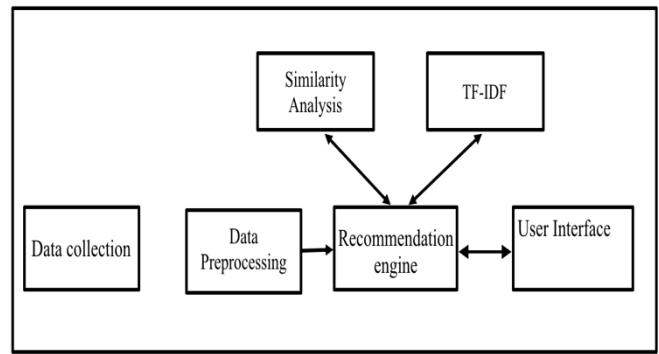 Similarity
Analysis
TF-IDF
Data collection
Data
Preprocessing
Recommendation
engine
User Interface